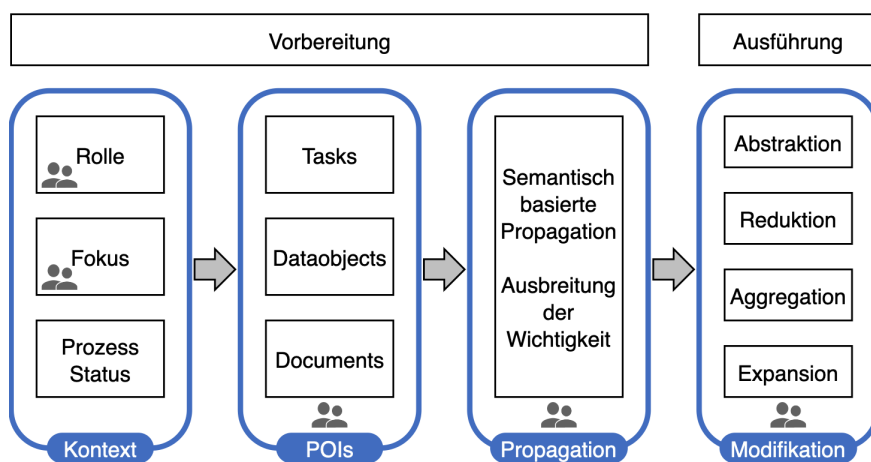 Vorbereitung
Ausführung
Rolle
Fokus
Prozess
Status
Kontext
Tasks
Dataobjects
Documents
POIs
Semantisch
basierte
Propagation
Ausbreitung
der
Wichtigkeit
Propagation
Abstraktion
Reduktion
Aggregation
Expansion
Modifikation